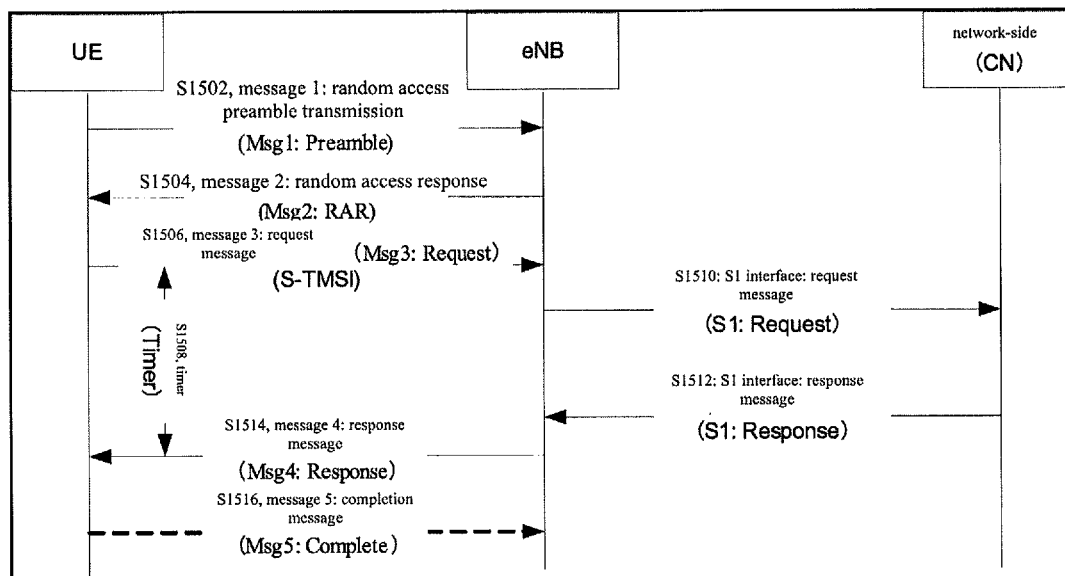 UE
eNB
network-side
(CN)
S1502, message 1: random access
preamble transmission
(Msg1: Preamble)
S1504, message 2: random access response
(Msg2: RAR)
S1506, message 3: request
message
(Msg3: Request)
(S-TMSI)
S1510: S1 interface: request
message
(S1: Request)
S1508, timer
(Timer)
S1512: S1 interface: response
message
(S1: Response)
S1514, message 4: response
message
(Msg4: Response)
S1516, message 5: completion
message
(Msg5: Complete)